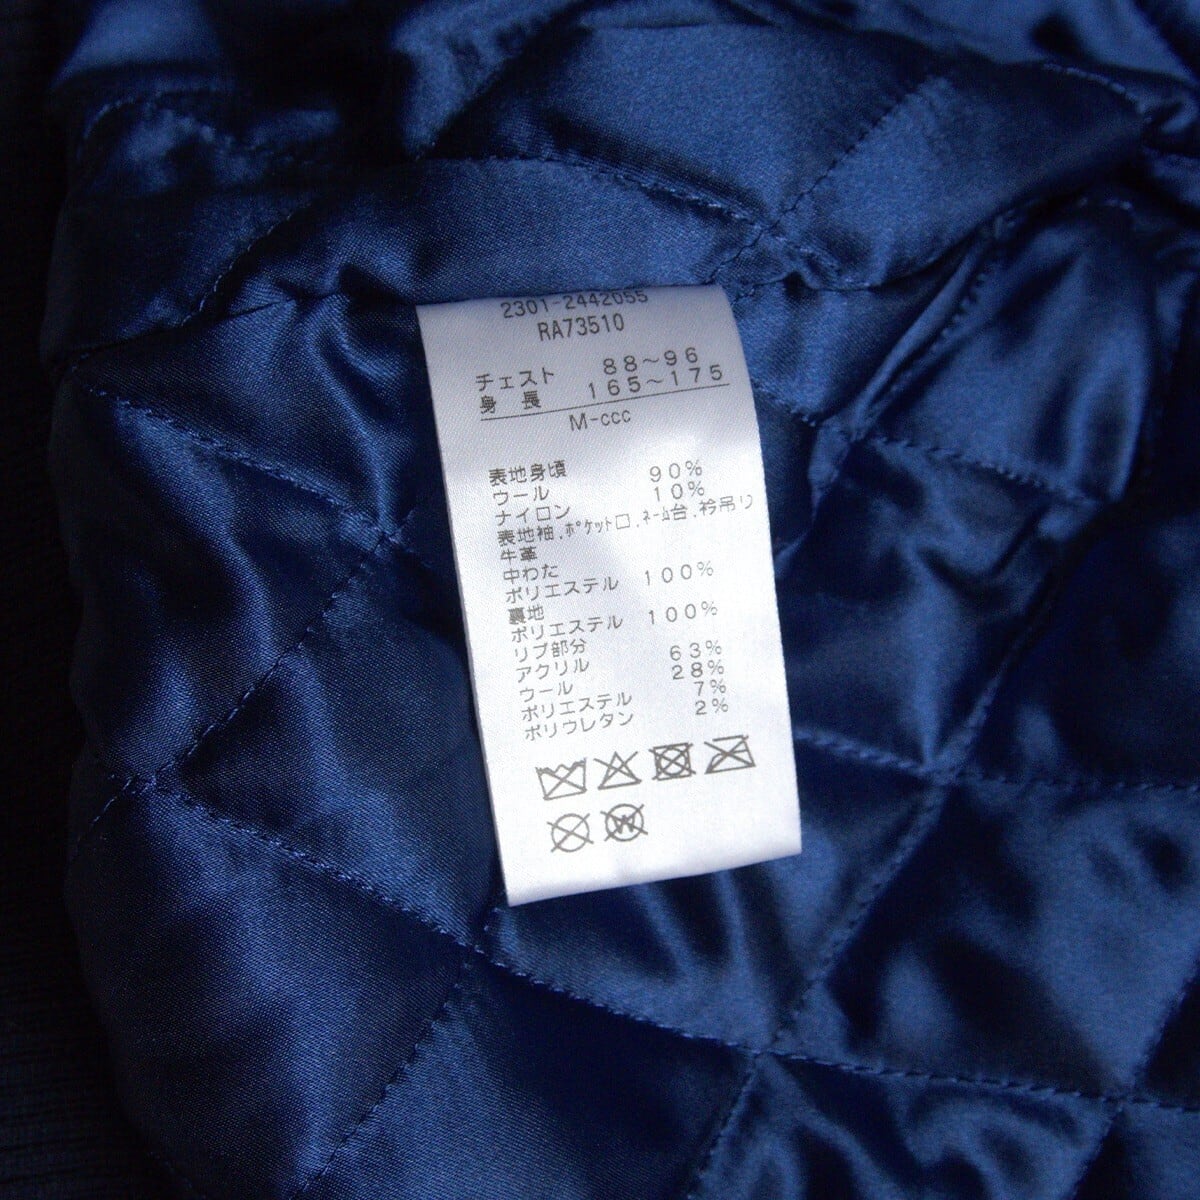 2301-2442055
RA73510
チェスト 88～96
身長 165～175
M-ccc
表地身頃
ウール 90%
ナイロン 10%
表地袖,ﾎﾟｹｯﾄ口,ﾈｰﾑ台,衿吊り
牛革
中わた
ポリエステル 100%
裏地
ポリエステル 100%
リブ部分
アクリル 63%
ウール 28%
ポリエステル 7%
ポリウレタン 2%
W